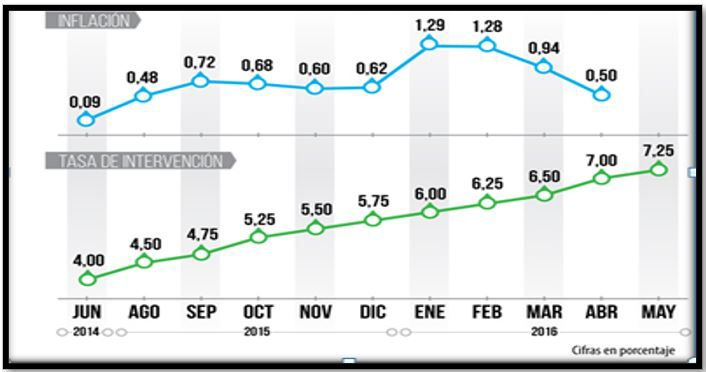 INFLACIÓN
0,09 0,48 0,72 0,68 0,60 0,62 1,29 1,28 0,94 0,50
TASA DE INTERVENCIÓN
4,00 4,50 4,75 5,25 5,50 5,75 6,00 6,25 6,50 7,00 7,25
JUN AGO SEP OCT NOV DIC ENE FEB MAR ABR MAY
2014 2015 2016
Cifras en porcentaje